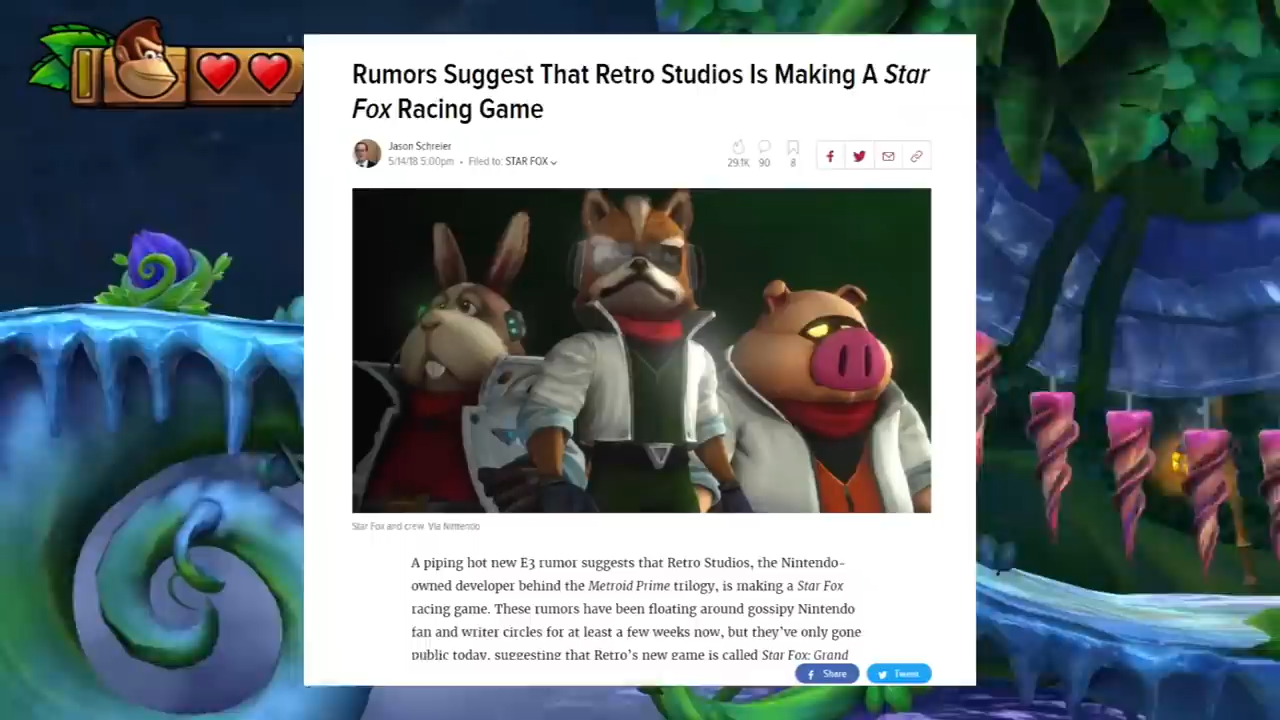 Rumors Suggest That Retro Studios Is Making A Star
Fox Racing Game
Jason Schreier
5/14/18 5:00pm • Filed to: STAR FOX
29.1K 90 8
Star Fox and crew. Via Nintendo
A piping hot new E3 rumor suggests that Retro Studios, the Nintendo-
owned developer behind the Metroid Prime trilogy, is making a Star Fox
racing game. These rumors have been floating around gossipy Nintendo
fan and writer circles for at least a few weeks now, but they've only gone
public today, suggesting that Retro's new game is called Star Fox: Grand
Share Tweet